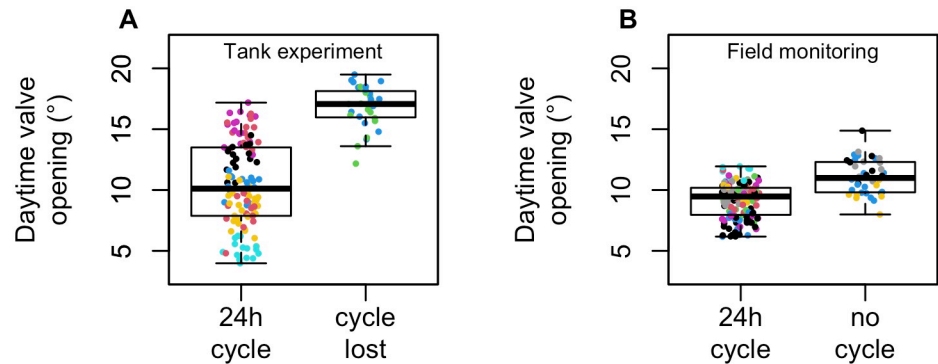 A
Tank experiment
Daytime valve
opening (°)
20
15
10
5
24h
cycle
cycle
lost
B
Field monitoring
Daytime valve
opening (°)
20
15
10
5
24h
cycle
no
cycle